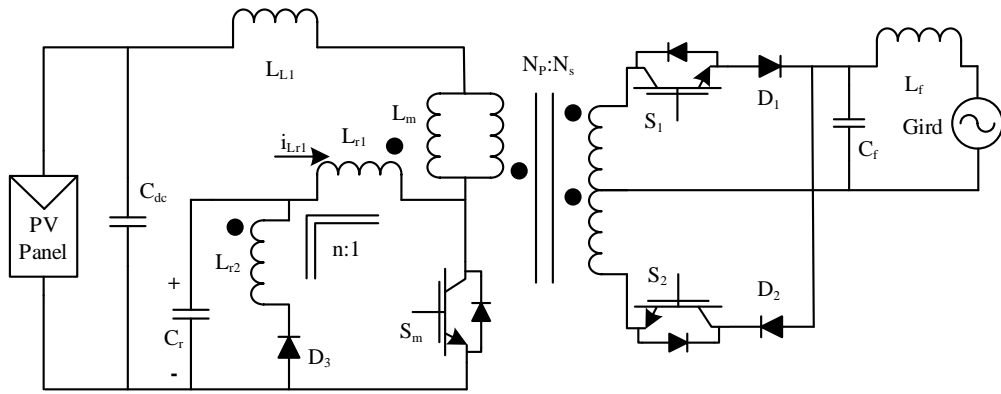 L_L1
N_P:N_s
L_m
L_r1
i_Lr1
S_1
D_1
L_f
Gird
C_f
C_dc
PV
Panel
L_r2
n:1
S_2
D_2
+
C_r
-
D_3
S_m